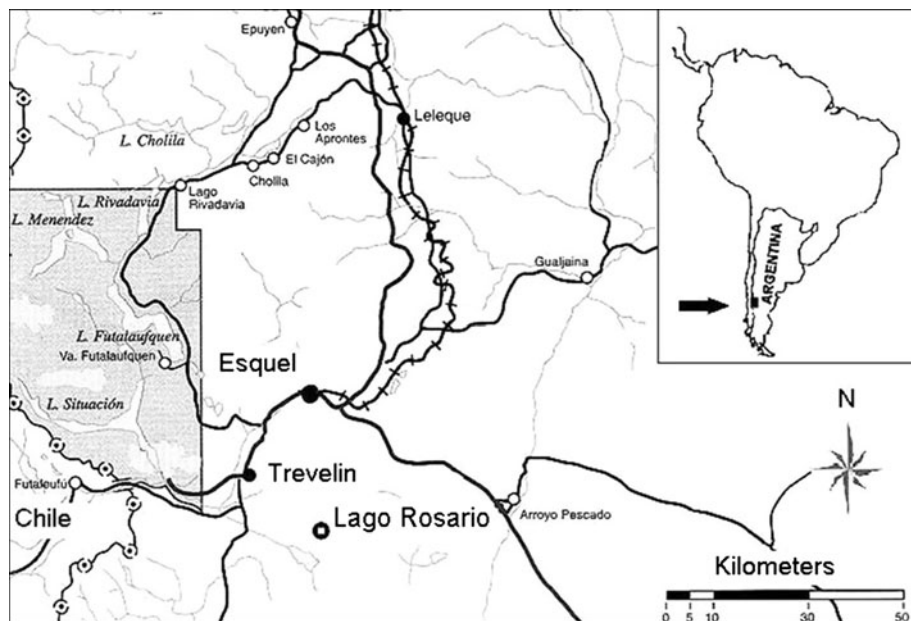 Epuyen
Leleque
Los
Aprontes
L. Cholila
El Cajón
Cholila
Lago
Rivadavia
L. Rivadavia
L. Menendez
Gualjaina
ARGENTINA
L. Futalaufquen
Va. Futalaufquen
Esquel
L. Situación
N
Trevelin
Futaleufú
Chile
Lago Rosario
Arroyo Pescado
Kilometers
0 5 10 30 50